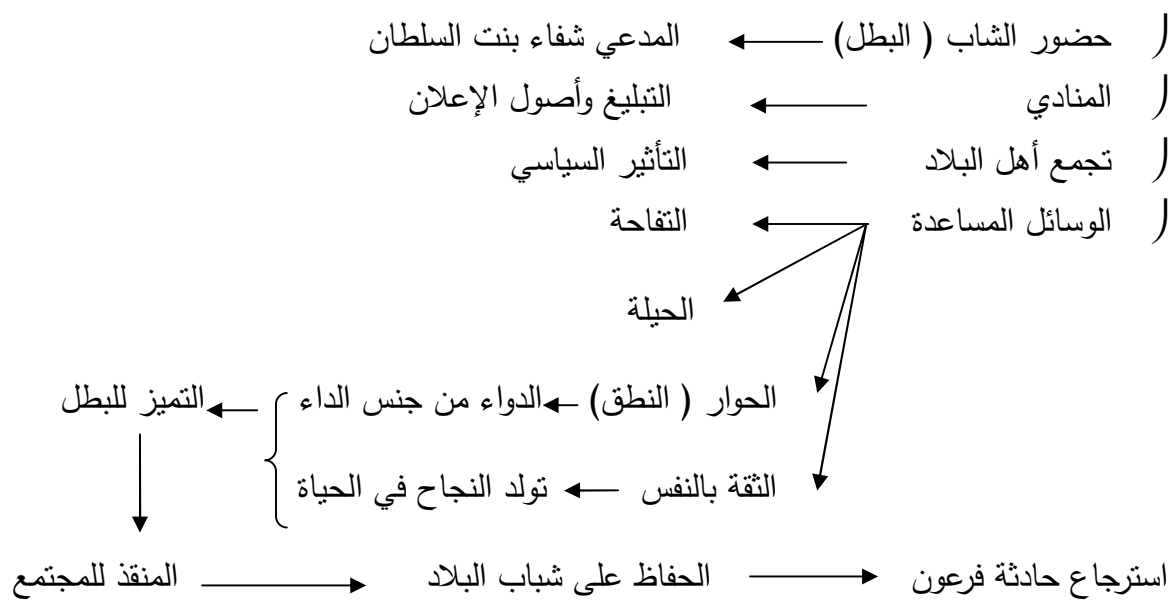 حضور الشاب ( البطل) ← المدعي شفاء بنت السلطان
المنادي ← التبليغ وأصول الإعلان
تجمع أهل البلاد ← التأثير السياسي
الوسائل المساعدة ← التفاحة
الحيلة
الحوار ( النطق) ← الدواء من جنس الداء ← التميز للبطل
الثقة بالنفس ← تولد النجاح في الحياة
استرجاع حادثة فرعون → الحفاظ على شباب البلاد → المنقذ للمجتمع